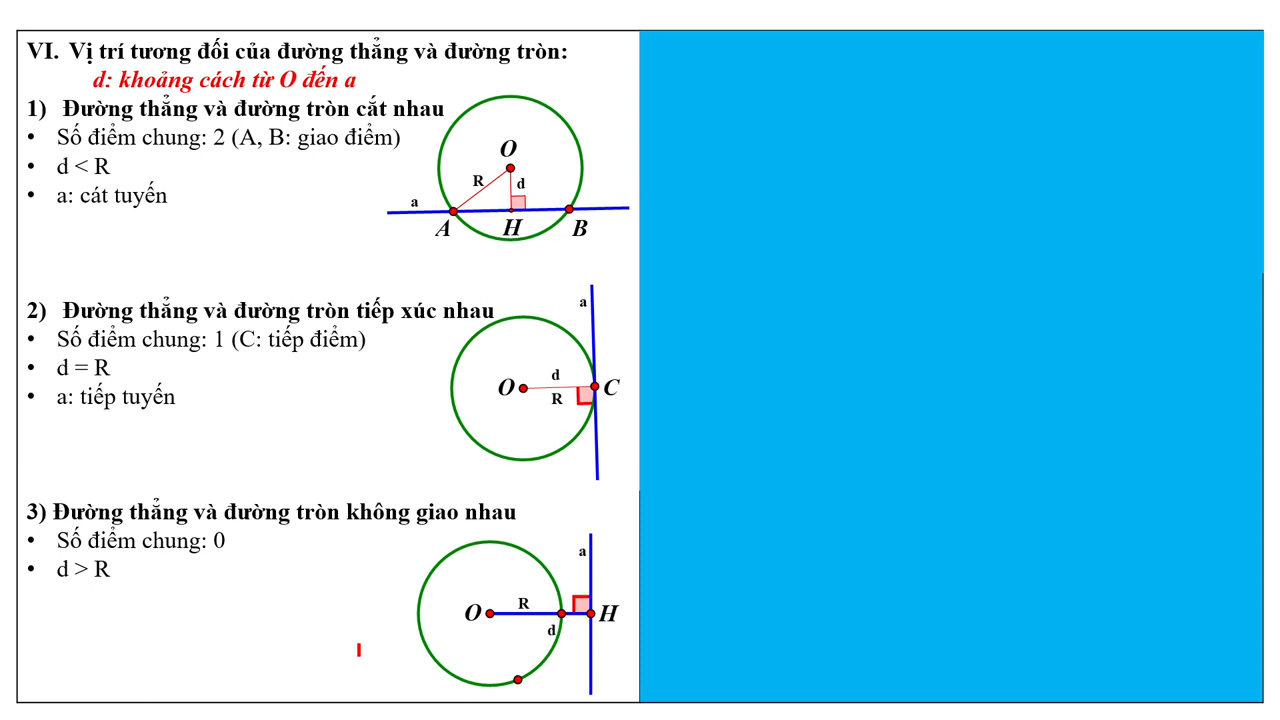 VI. Vị trí tương đối của đường thẳng và đường tròn:
d: khoảng cách từ O đến a
1) Đường thẳng và đường tròn cắt nhau
• Số điểm chung: 2 (A, B: giao điểm)
• d < R
• a: cát tuyến
O
R
d
a
A
H
B
2) Đường thẳng và đường tròn tiếp xúc nhau
• Số điểm chung: 1 (C: tiếp điểm)
• d = R
• a: tiếp tuyến
a
d
O
C
R
3) Đường thẳng và đường tròn không giao nhau
• Số điểm chung: 0
• d > R
a
R
O
H
d